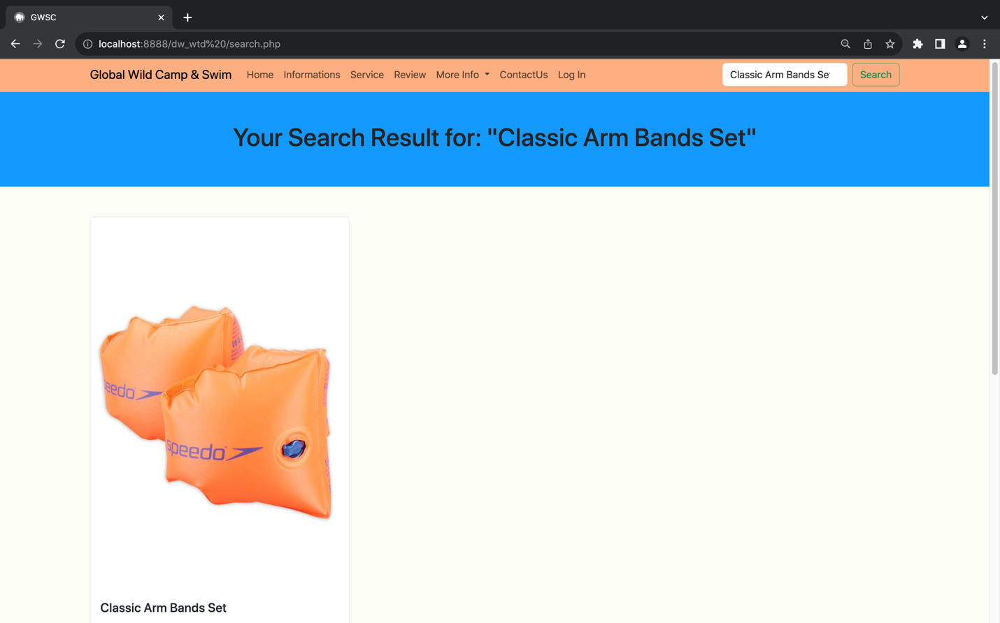 GWSC
localhost:8888/dw_wtd%20/search.php
Global Wild Camp & Swim Home Informations Service Review More Info ContactUs Log In Classic Arm Bands Se Search
Your Search Result for: "Classic Arm Bands Set"
speedo
Classic Arm Bands Set